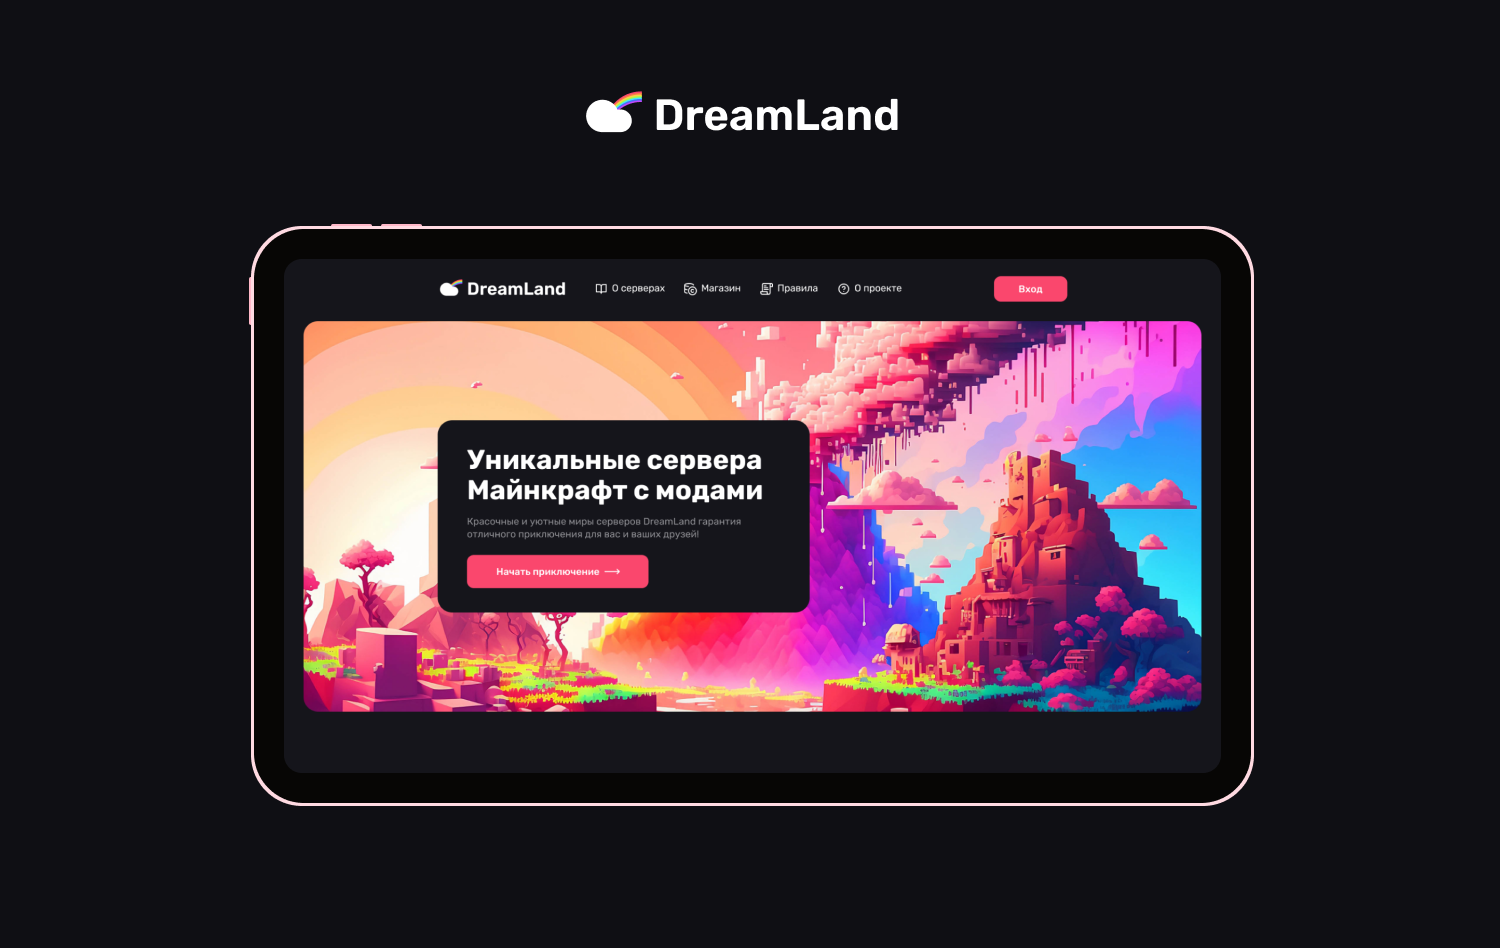 DreamLand
DreamLand О серверах Магазин Правила О проекте Вход
Уникальные сервера
Майнкрафт с модами
Красочные и уютные миры серверов DreamLand гарантия
отличного приключения для вас и ваших друзей!
Начать приключение